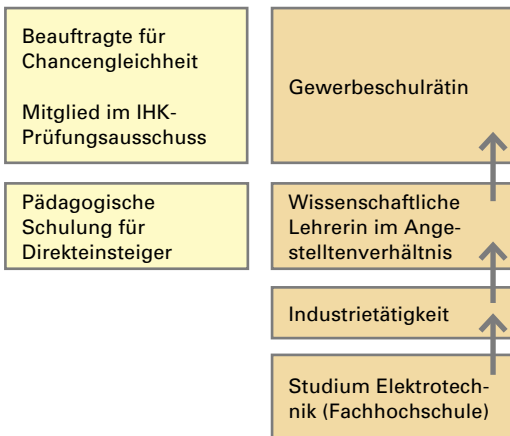 Beauftragte für
Chancengleichheit
Mitglied im IHK-
Prüfungsausschuss
Gewerbeschulrätin
Pädagogische
Schulung für
Direkteinsteiger
Wissenschaftliche
Lehrerin im Ange-
stelltenverhältnis
Industrietätigkeit
Studium Elektrotech-
nik (Fachhochschule)